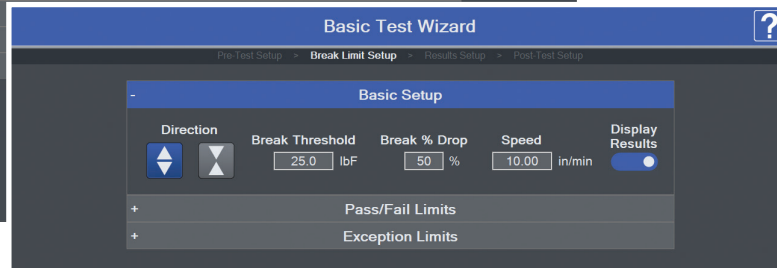 Basic Test Wizard
?
Pre-Test Setup > Break Limit Setup > Results Setup > Post-Test Setup
- Basic Setup
Direction
Break Threshold
25.0 lbF
Break % Drop
50 %
Speed
10.00 in/min
Display
Results
+ Pass/Fail Limits
+ Exception Limits